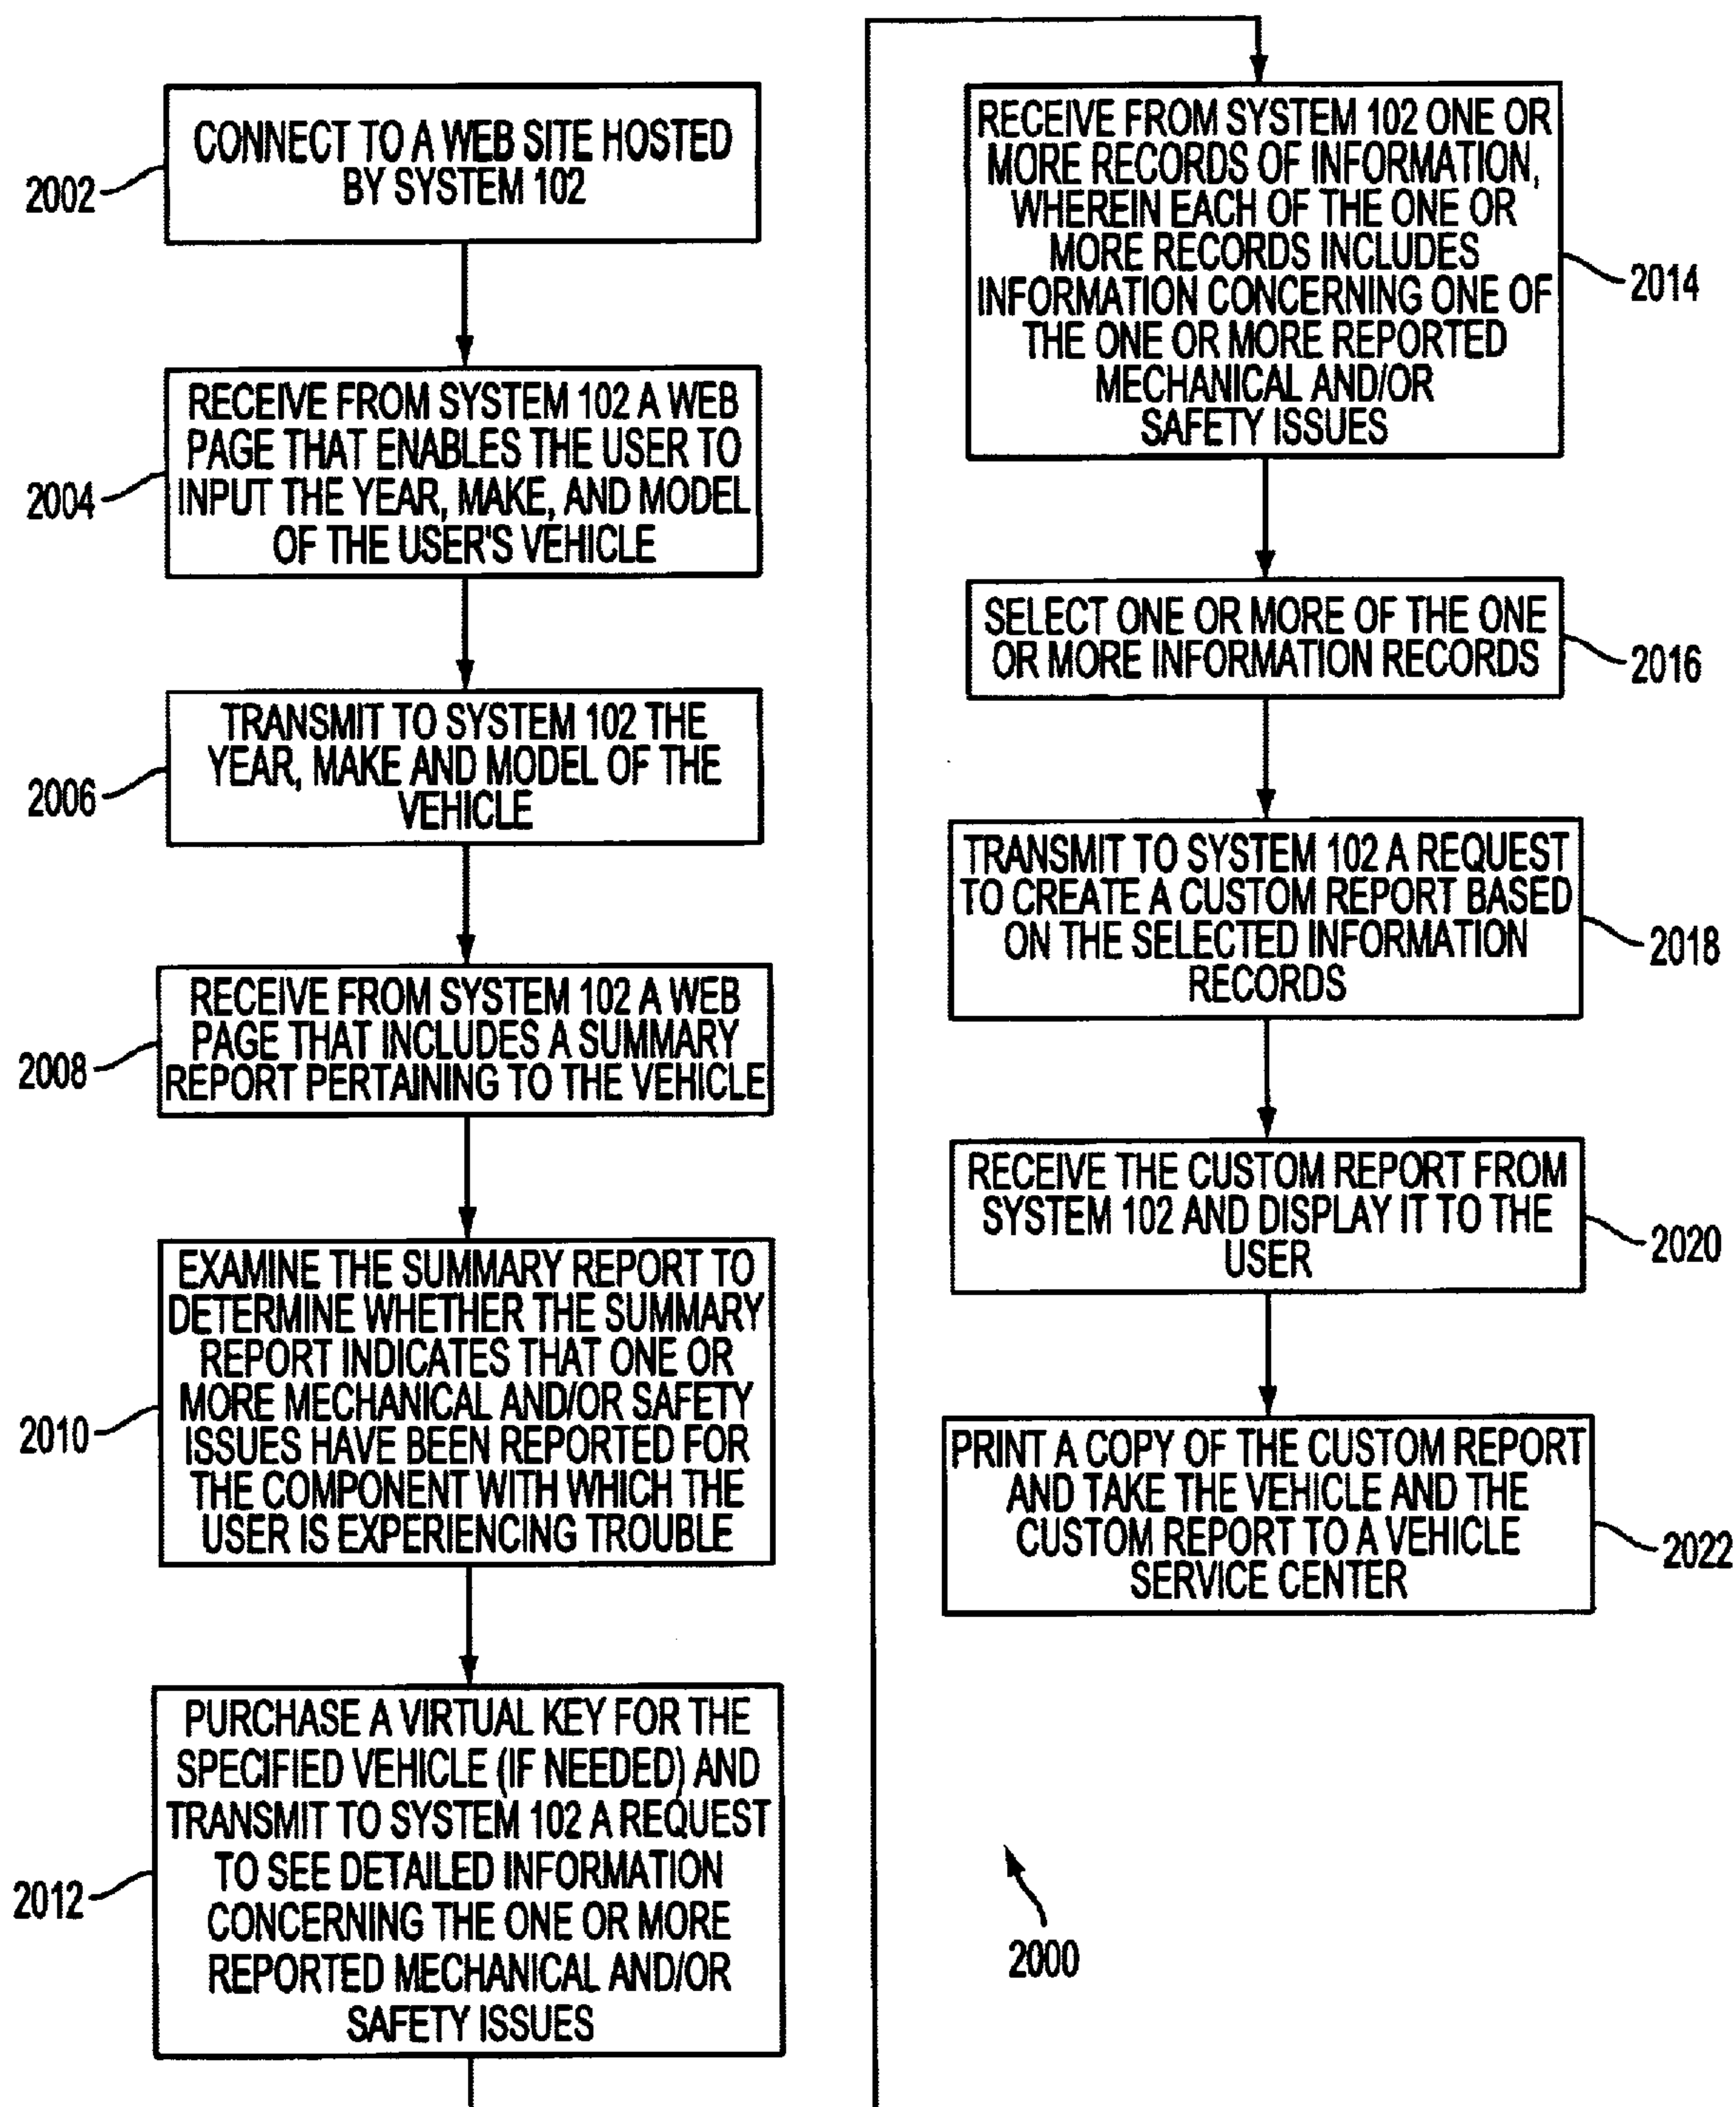 CONNECT TO A WEB SITE HOSTED
BY SYSTEM 102
2002
RECEIVE FROM SYSTEM 102 A WEB
PAGE THAT ENABLES THE USER TO
INPUT THE YEAR, MAKE, AND MODEL
OF THE USER'S VEHICLE
2004
TRANSMIT TO SYSTEM 102 THE
YEAR, MAKE AND MODEL OF THE
VEHICLE
2006
RECEIVE FROM SYSTEM 102 A WEB
PAGE THAT INCLUDES A SUMMARY
REPORT PERTAINING TO THE VEHICLE
2008
EXAMINE THE SUMMARY REPORT TO
DETERMINE WHETHER THE SUMMARY
REPORT INDICATES THAT ONE OR
MORE MECHANICAL AND/OR SAFETY
ISSUES HAVE BEEN REPORTED FOR
THE COMPONENT WITH WHICH THE
USER IS EXPERIENCING TROUBLE
2010
PURCHASE A VIRTUAL KEY FOR THE
SPECIFIED VEHICLE (IF NEEDED) AND
TRANSMIT TO SYSTEM 102 A REQUEST
TO SEE DETAILED INFORMATION
CONCERNING THE ONE OR MORE
REPORTED MECHANICAL AND/OR
SAFETY ISSUES
2012
RECEIVE FROM SYSTEM 102 ONE OR
MORE RECORDS OF INFORMATION,
WHEREIN EACH OF THE ONE OR
MORE RECORDS INCLUDES
INFORMATION CONCERNING ONE OF
THE ONE OR MORE REPORTED
MECHANICAL AND/OR
SAFETY ISSUES
2014
SELECT ONE OR MORE OF THE ONE
OR MORE INFORMATION RECORDS
2016
TRANSMIT TO SYSTEM 102 A REQUEST
TO CREATE A CUSTOM REPORT BASED
ON THE SELECTED INFORMATION
RECORDS
2018
RECEIVE THE CUSTOM REPORT FROM
SYSTEM 102 AND DISPLAY IT TO THE
USER
2020
PRINT A COPY OF THE CUSTOM REPORT
AND TAKE THE VEHICLE AND THE
CUSTOM REPORT TO A VEHICLE
SERVICE CENTER
2022
2000